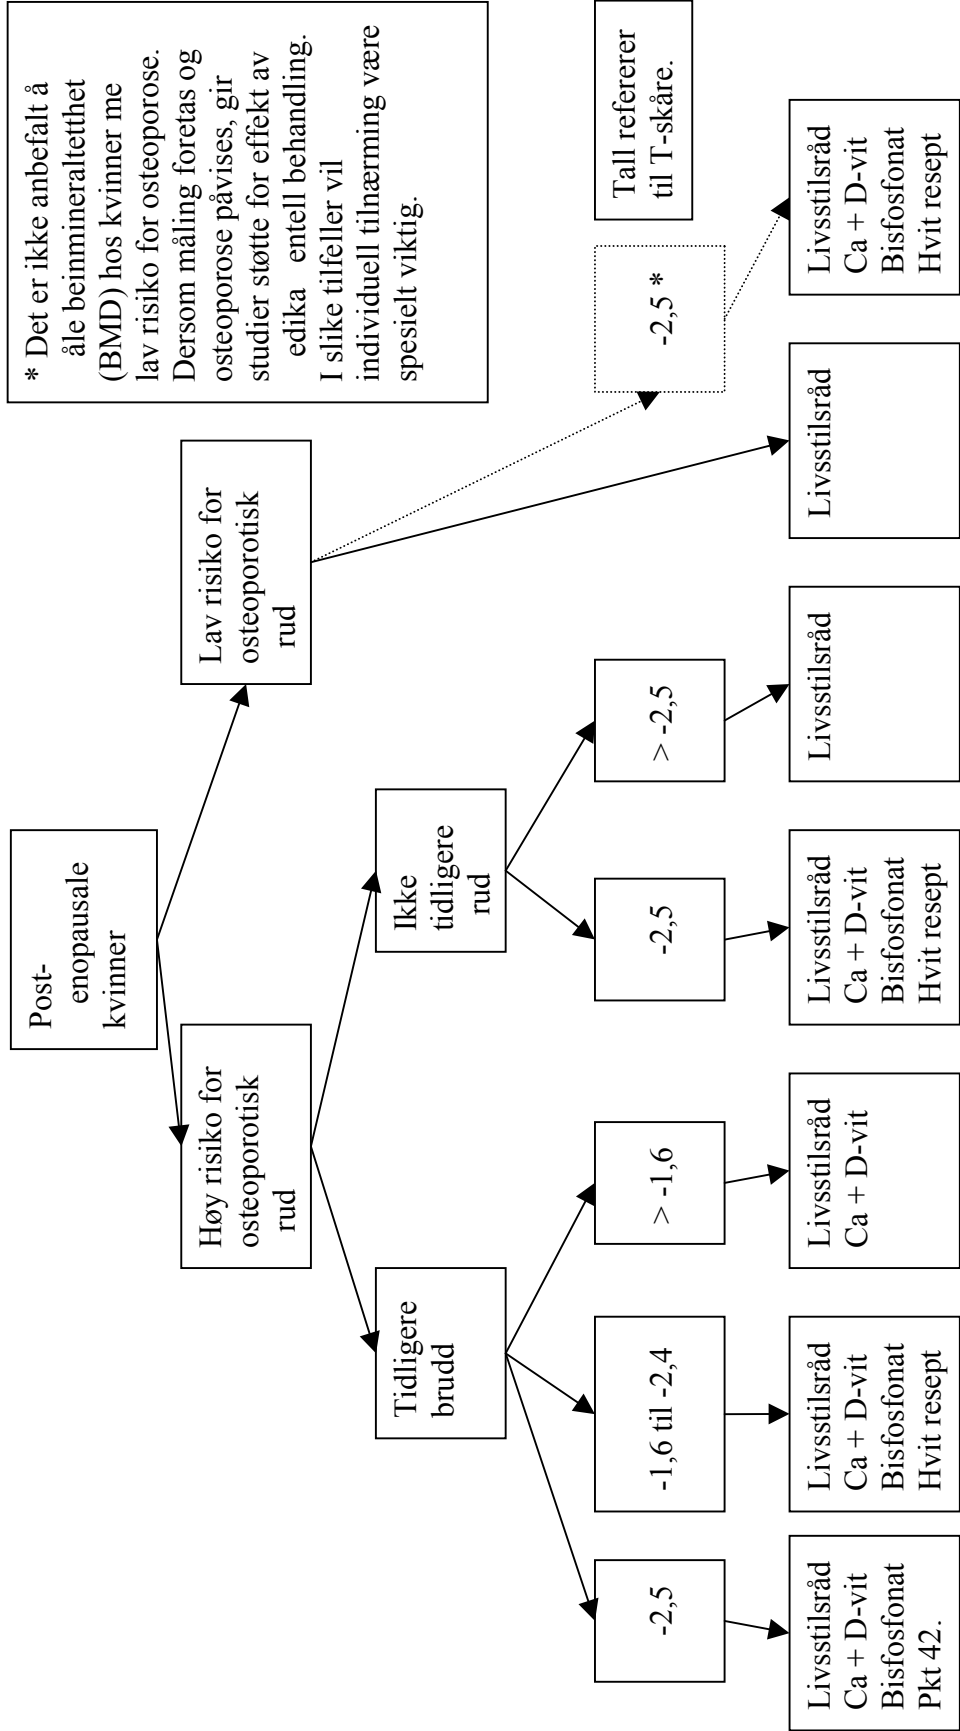 Post-
enopausale
kvinner
* Det er ikke anbefalt å
åle beinmineraltetthet
(BMD) hos kvinner me
lav risiko for osteoporose.
Dersom måling foretas og
osteoporose påvises, gir
studier støtte for effekt av
edika entell behandling.
I slike tilfeller vil
individuell tilnærming være
spesielt viktig.
Høy risiko for
osteoporotisk
rud
Lav risiko for
osteoporotisk
rud
Tidligere
brudd
Ikke
tidligere
rud
-2,5
-1,6 til -2,4
> -1,6
-2,5
> -2,5
-2,5 *
Tall refererer
til T-skåre.
Livsstilsråd
Ca + D-vit
Bisfosfonat
Pkt 42.
Livsstilsråd
Ca + D-vit
Bisfosfonat
Hvit resept
Livsstilsråd
Ca + D-vit
Livsstilsråd
Ca + D-vit
Bisfosfonat
Hvit resept
Livsstilsråd
Livsstilsråd
Livsstilsråd
Ca + D-vit
Bisfosfonat
Hvit resept